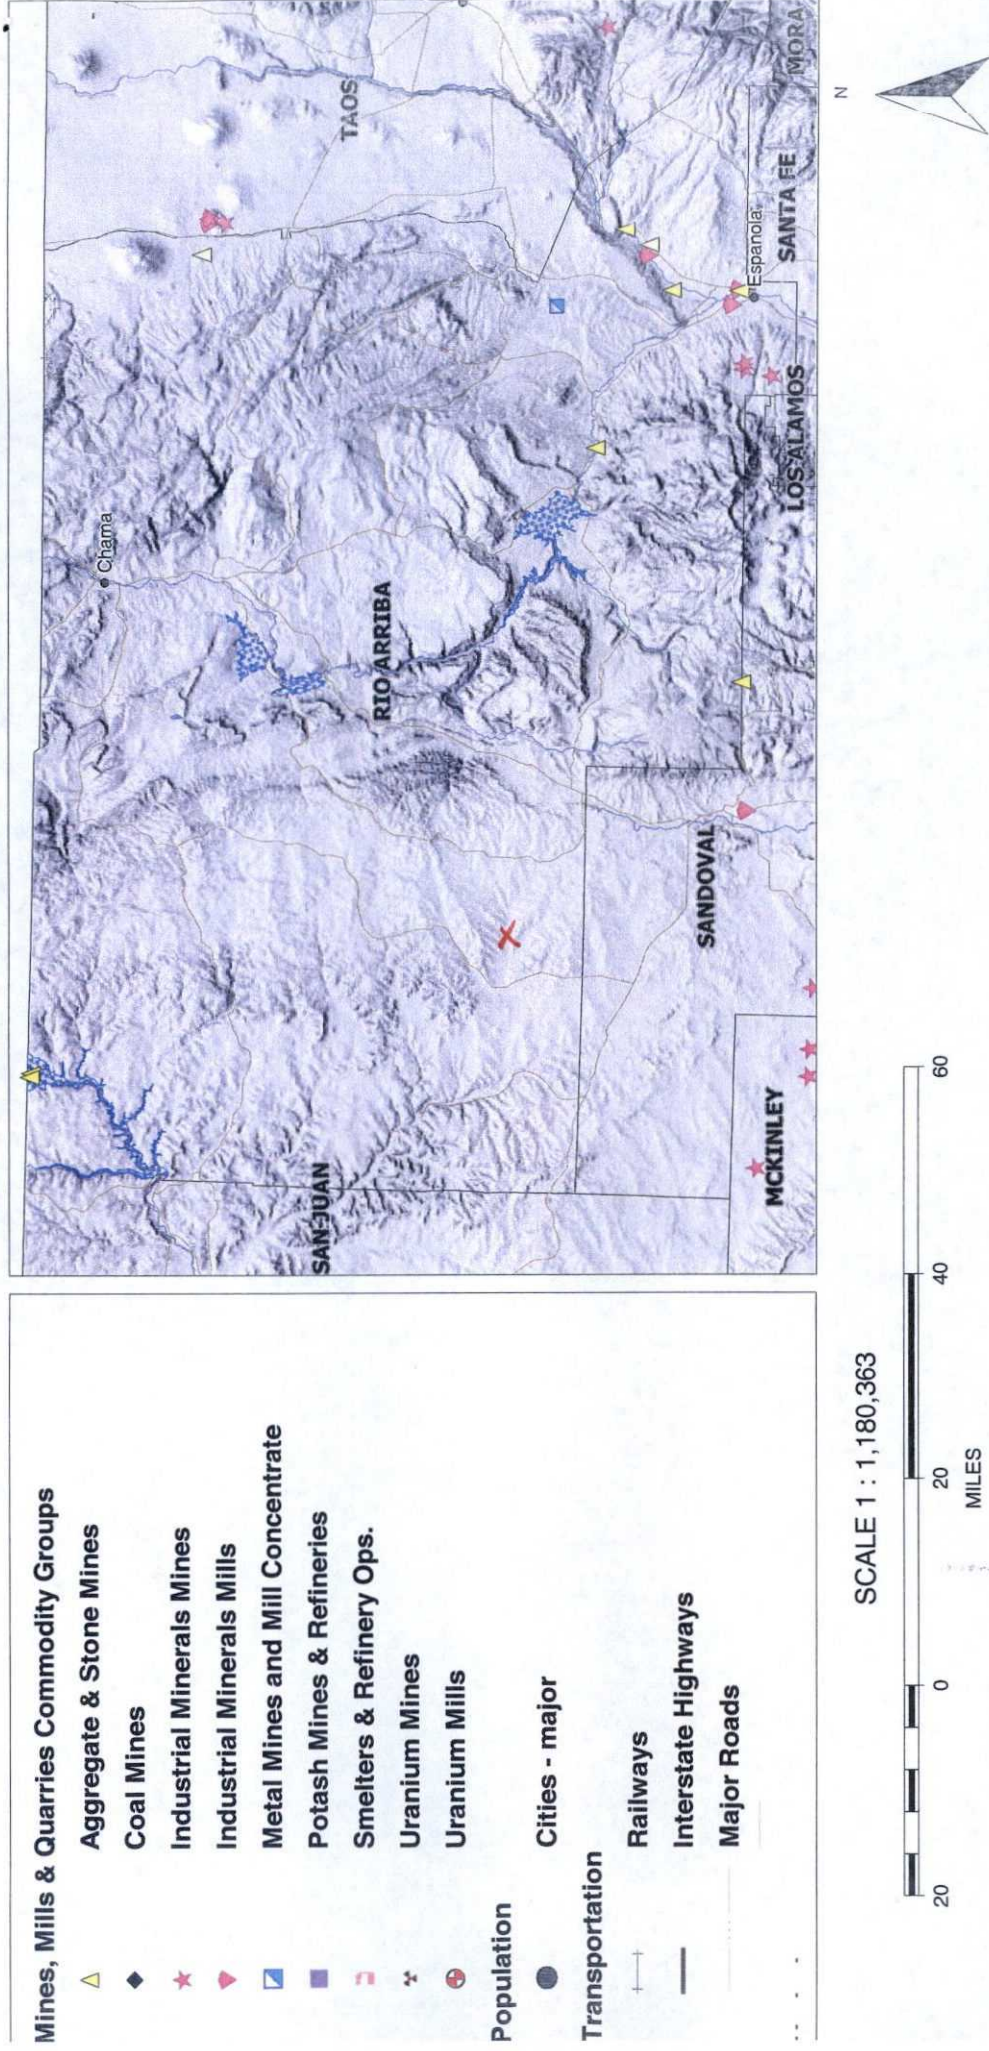 Mines, Mills & Quarries Commodity Groups
Aggregate & Stone Mines
Coal Mines
Industrial Minerals Mines
Industrial Minerals Mills
Metal Mines and Mill Concentrate
Potash Mines & Refineries
Smelters & Refinery Ops.
Uranium Mines
Uranium Mills
Population
Cities - major
Transportation
Railways
Interstate Highways
Major Roads
Chama
TAOS
RIO ARRIBA
SAN JUAN
MORA
SANTA FE
Espanola
LOS ALAMOS
SANDOVAL
MCKINLEY
X
SCALE 1 : 1,180,363
20 0 20 40 60
MILES
N